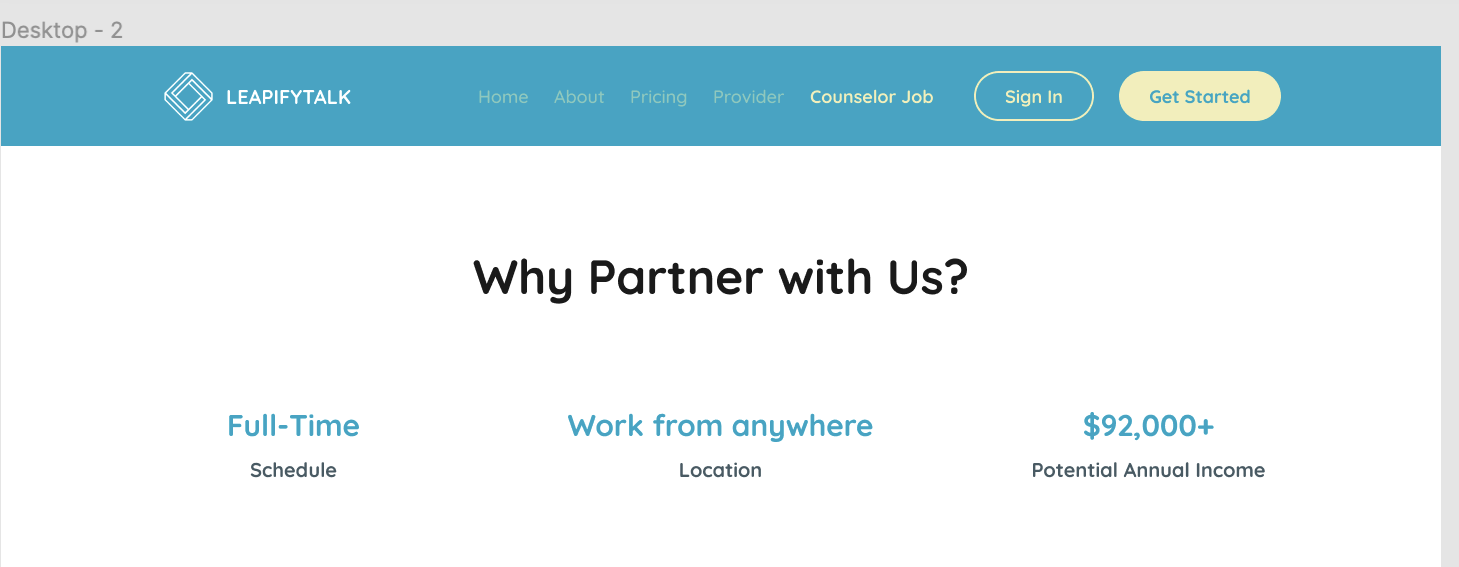 Desktop - 2
LEAPIFYTALK Home About Pricing Provider Counselor Job Sign In Get Started
Why Partner with Us?
Full-Time Work from anywhere $92,000+
Schedule Location Potential Annual Income